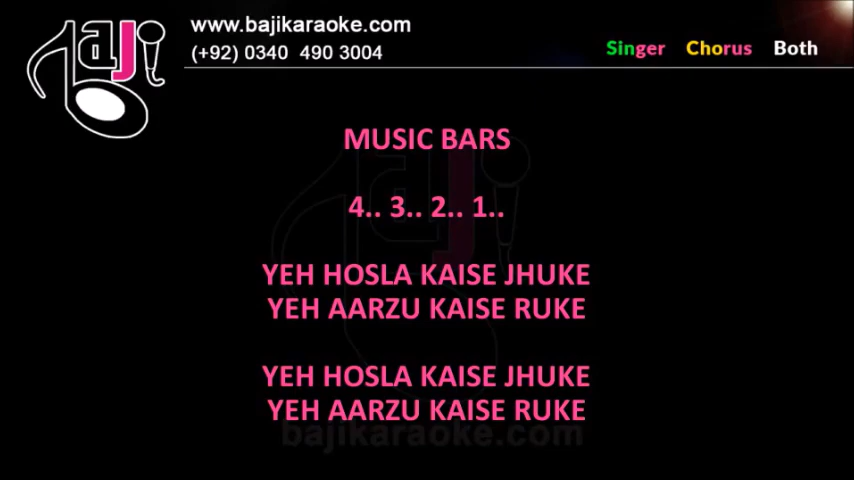 www.bajikaraoke.com
(+92) 0340 490 3004
Singer Chorus Both
aji
MUSIC BARS
4.. 3.. 2.. 1..
YEH HOSLA KAISE JHUKE
YEH AARZU KAISE RUKE
YEH HOSLA KAISE JHUKE
YEH AARZU KAISE RUKE
bajikaraoke.com